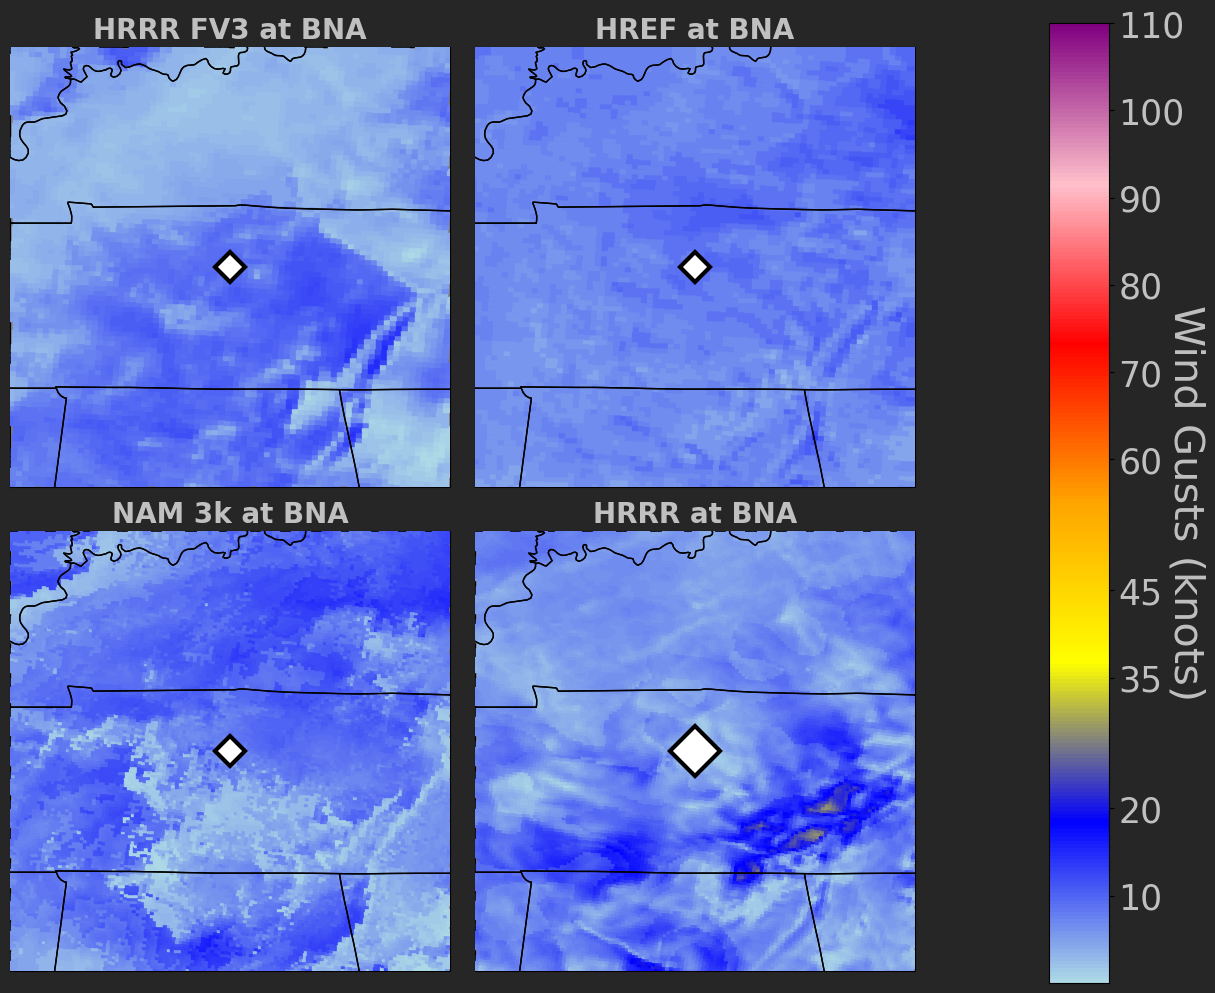 HRRR FV3 at BNA
HREF at BNA
NAM 3k at BNA
HRRR at BNA
110
100
90
80
70
60
45
35
20
10
Wind Gusts (knots)